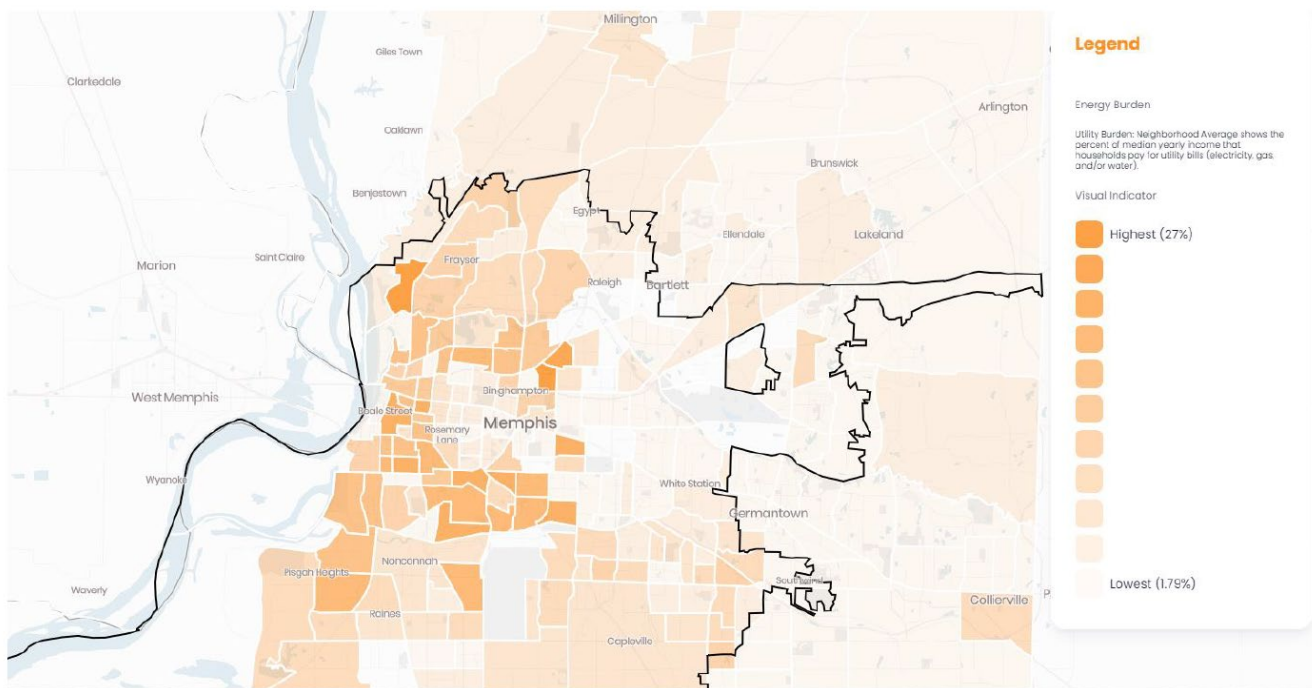 Millington
Giles Town
Clarkedale
Arlington
Oaklawn
Brunswick
Benjestown
Egypt
Ellendale
Lakeland
Saint Claire
Frayser
Marion
Raleigh
Bartlett
Binghampton
West Memphis
Beale Street
Memphis
Rosemary
Lane
Wyanoke
White Station
Germantown
Nonconnah
Pisgah Heights
Waverly
Raines
Collierville
P
Capleville
Legend
Energy Burden
Utility Burden: Neighborhood Average shows the
percent of median yearly income that
households pay for utility bills (electricity, gas,
and/or water).
Visual Indicator
Highest (27%)
Lowest (1.79%)